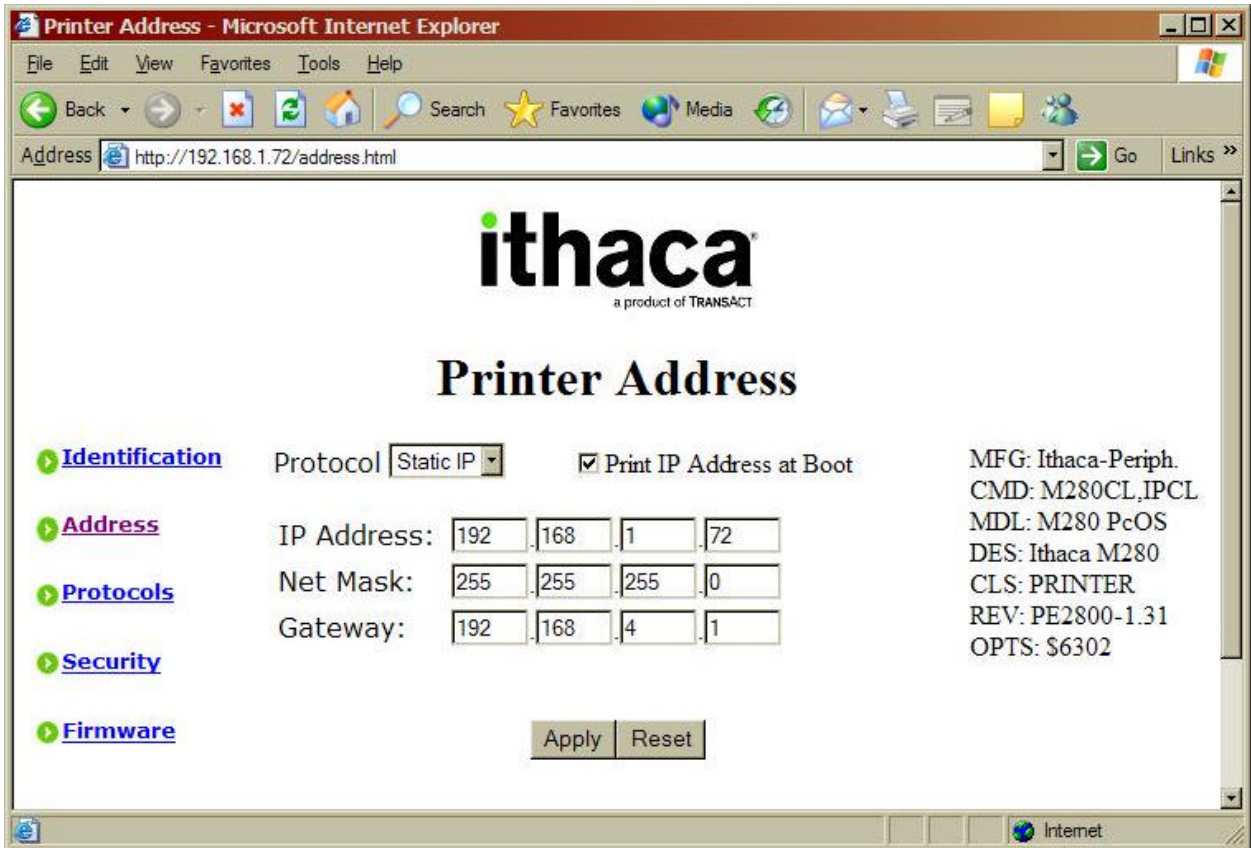 Printer Address - Microsoft Internet Explorer
File Edit View Favorites Tools Help
Back Search Favorites Media
Address http://192.168.1.72/address.html Go Links »
ithaca®
a product of TRANSACT
Printer Address
Identification
Address
Protocols
Security
Firmware
Protocol Static IP Print IP Address at Boot
IP Address: 192 . 168 . 1 . 72
Net Mask: 255 . 255 . 255 . 0
Gateway: 192 . 168 . 4 . 1
Apply Reset
MFG: Ithaca-Periph.
CMD: M280CL,IPCL
MDL: M280 PcOS
DES: Ithaca M280
CLS: PRINTER
REV: PE2800-1.31
OPTS: $6302
Internet